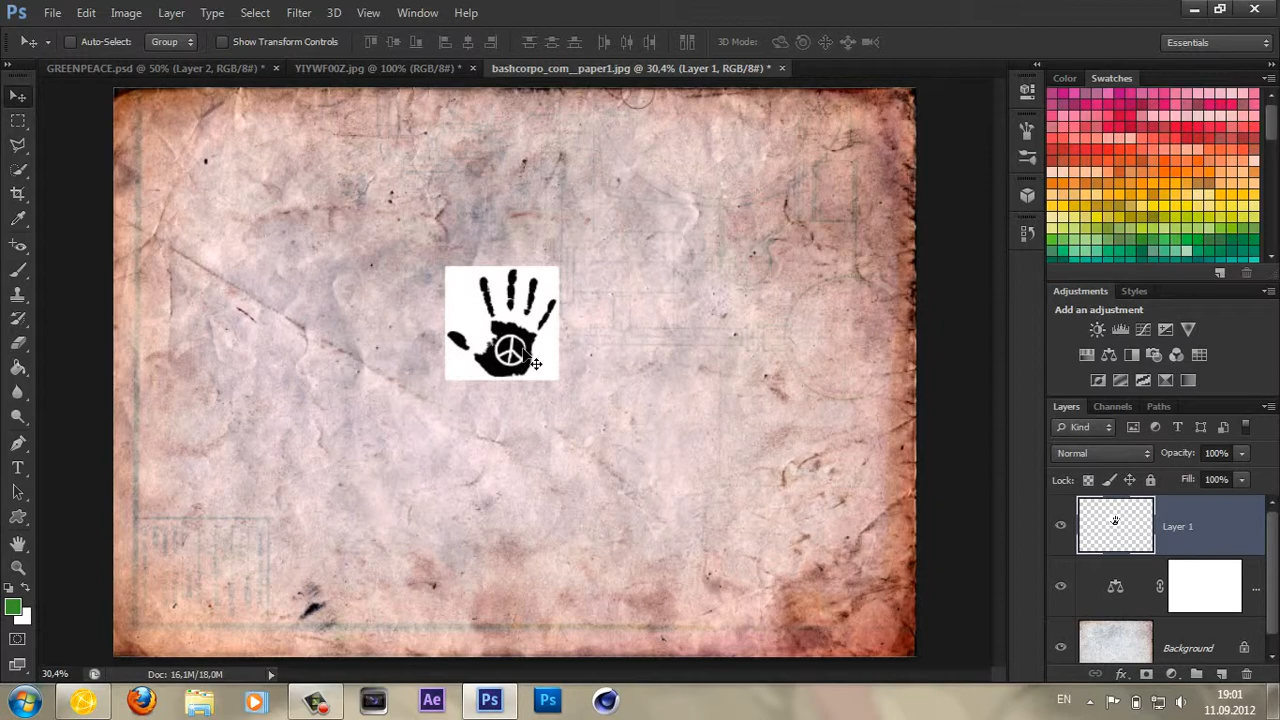 Ps File Edit Image Layer Type Select Filter 3D View Window Help
Auto-Select: Group Show Transform Controls 3D Mode: Essentials
GREENPEACE.psd @ 50% (Layer 2, RGB/8#) * × YIYWF00Z.jpg @ 100% (RGB/8#) * × bashcorpo_com__paper1.jpg @ 30,4% (Layer 1, RGB/8#) * ×
Color Swatches
Adjustments Styles
Add an adjustment
Layers Channels Paths
Kind
Normal Opacity: 100%
Lock: Fill: 100%
Layer 1
...
Background
30,4% Doc: 16,1M/18,0M
Ae Ps Ps EN 19:01
11.09.2012